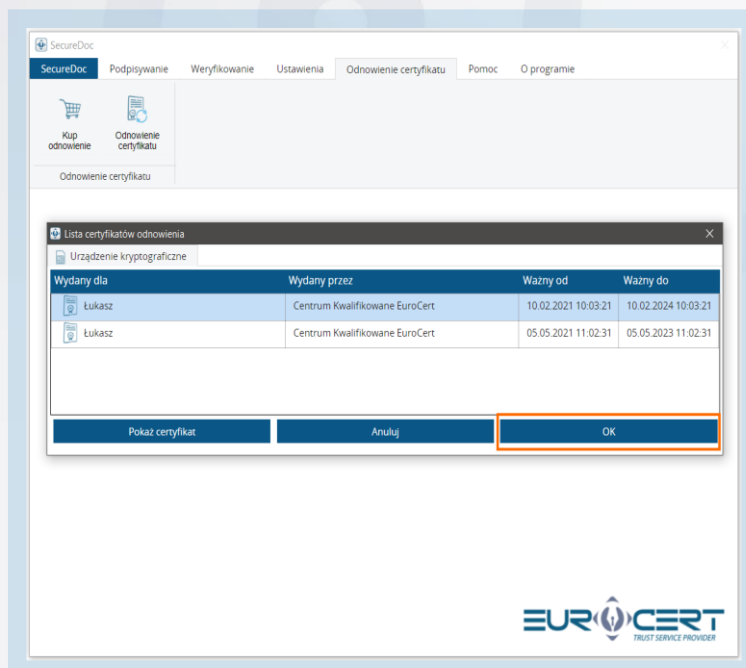 SecureDoc
SecureDoc Podpisywanie Weryfikowanie Ustawienia Odnowienie certyfikatu Pomoc O programie
Kup odnowienie
Odnowienie certyfikatu
Odnowienie certyfikatu
Lista certyfikatów odnowienia
Urządzenie kryptograficzne
Wydany dla Wydany przez Ważny od Ważny do
Łukasz Centrum Kwalifikowane EuroCert 10.02.2021 10:03:21 10.02.2024 10:03:21
Łukasz Centrum Kwalifikowane EuroCert 05.05.2021 11:02:31 05.05.2023 11:02:31
Pokaż certyfikat Anuluj OK
EUROCERT
TRUST SERVICE PROVIDER